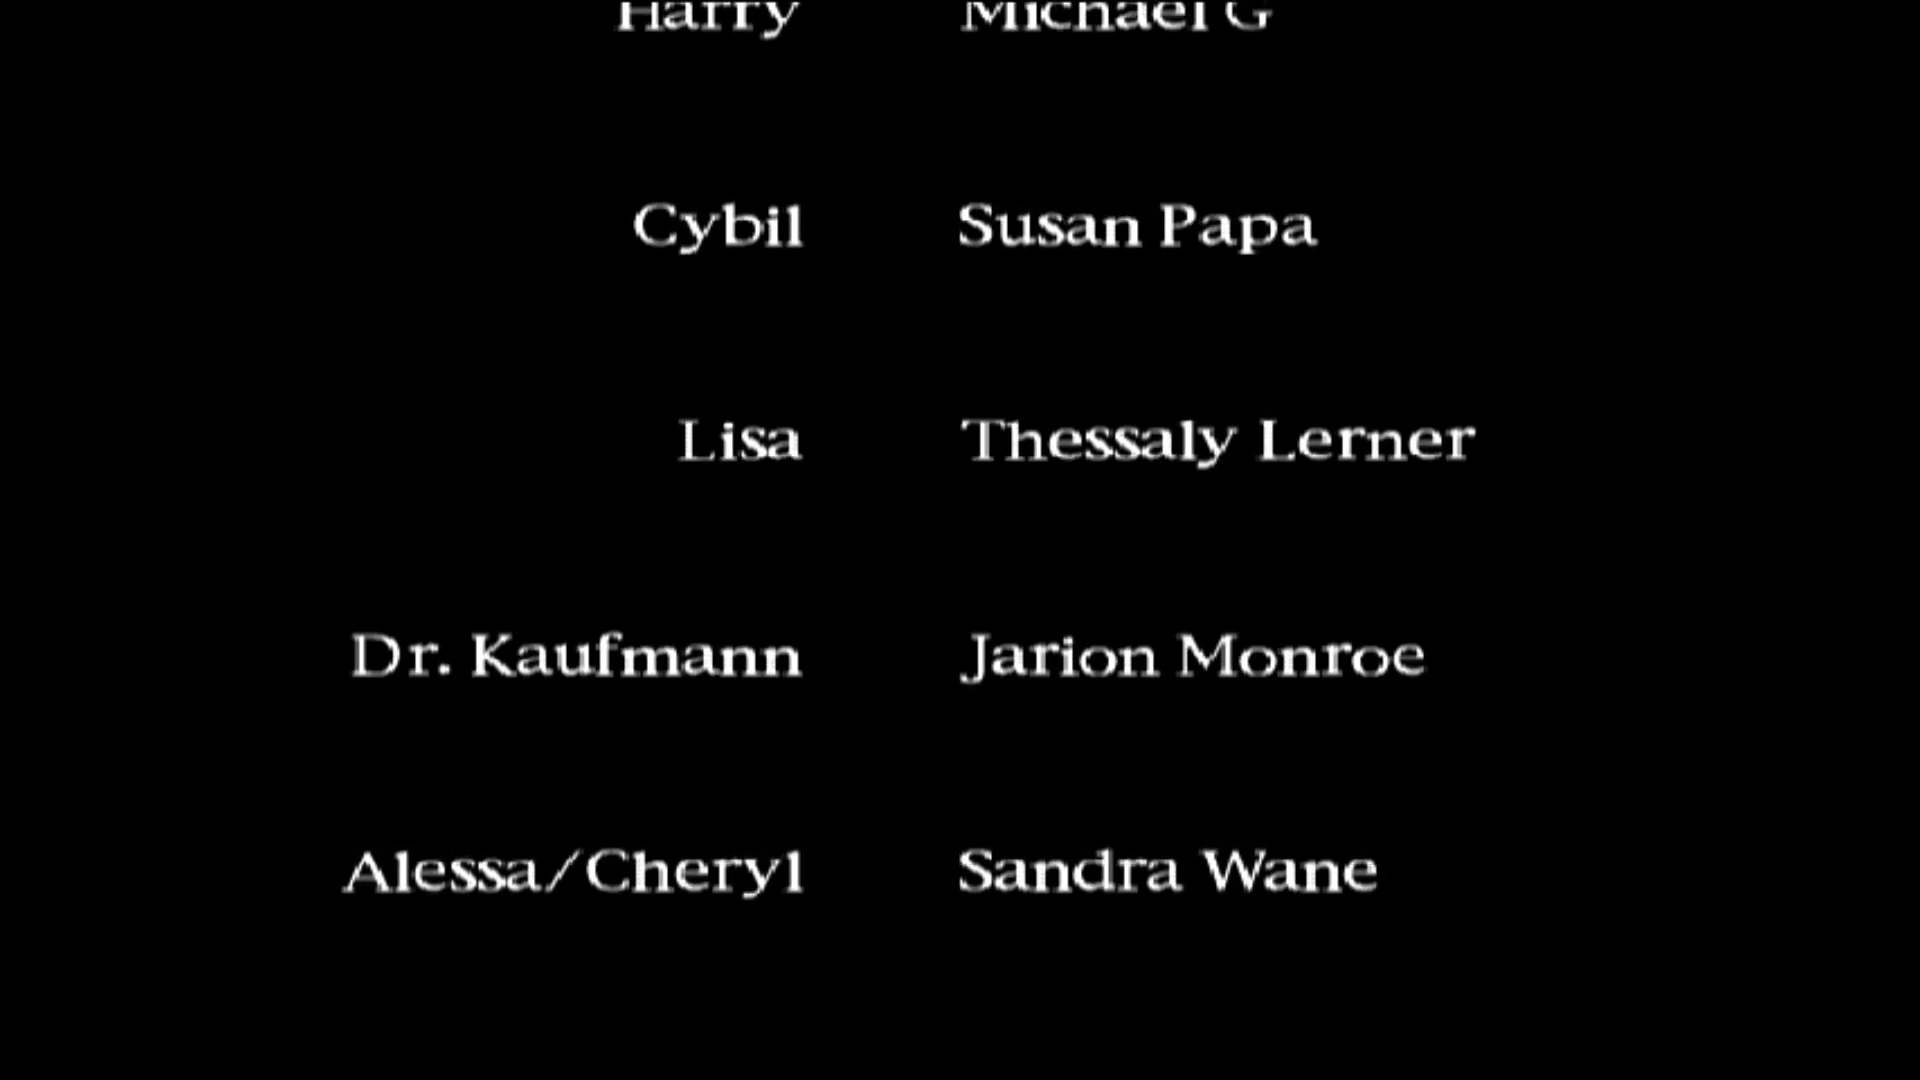 Harry Michael G
Cybil Susan Papa
Lisa Thessaly Lerner
Dr. Kaufmann Jarion Monroe
Alessa/Cheryl Sandra Wane